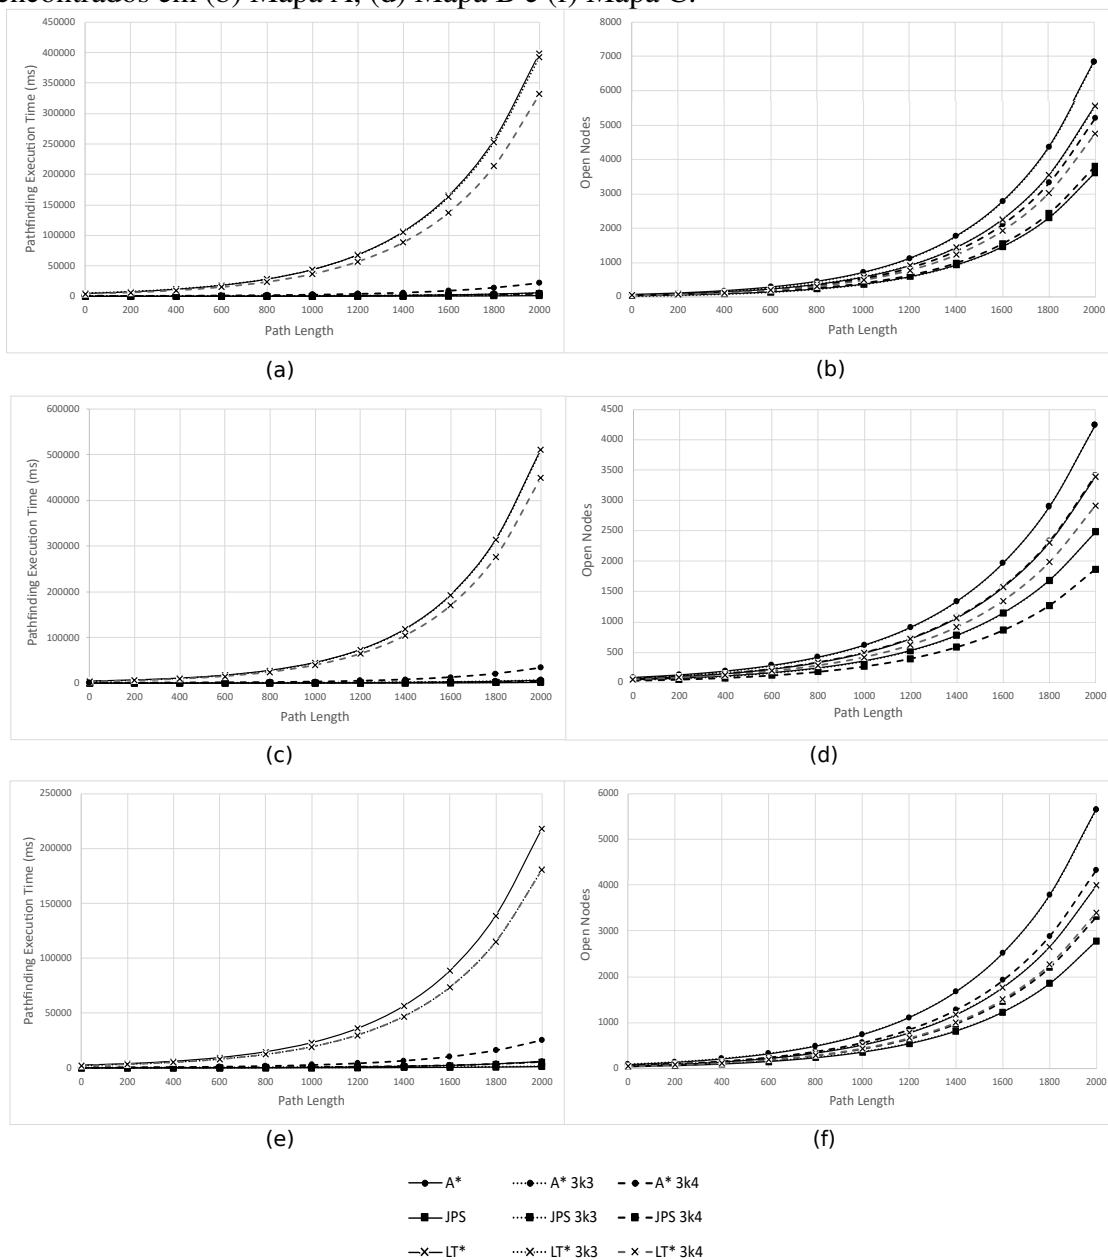 encontrados em (b) Mapa A, (d) Mapa B e (f) Mapa C.
Pathfinding Execution Time (ms)
450000
400000
350000
300000
250000
200000
150000
100000
50000
0
0 200 400 600 800 1000 1200 1400 1600 1800 2000
Path Length
(a)
Open Nodes
8000
7000
6000
5000
4000
3000
2000
1000
0
0 200 400 600 800 1000 1200 1400 1600 1800 2000
Path Length
(b)
Pathfinding Execution Time (ms)
600000
500000
400000
300000
200000
100000
0
0 200 400 600 800 1000 1200 1400 1600 1800 2000
Path Length
(c)
Open Nodes
4500
4000
3500
3000
2500
2000
1500
1000
500
0
0 200 400 600 800 1000 1200 1400 1600 1800 2000
Path Length
(d)
Pathfinding Execution Time (ms)
250000
200000
150000
100000
50000
0
0 200 400 600 800 1000 1200 1400 1600 1800 2000
Path Length
(e)
Open Nodes
6000
5000
4000
3000
2000
1000
0
0 200 400 600 800 1000 1200 1400 1600 1800 2000
Path Length
(f)
A* A* 3k3 A* 3k4
JPS JPS 3k3 JPS 3k4
LT* LT* 3k3 LT* 3k4